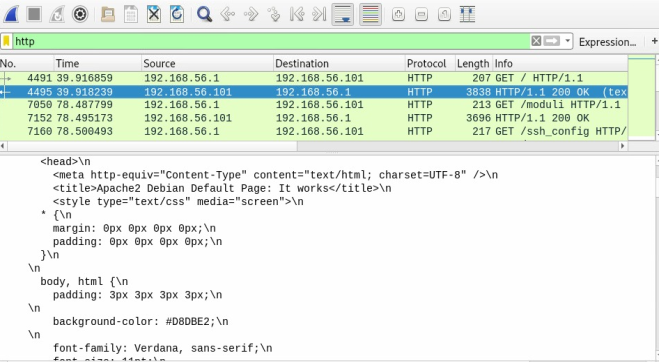 http
Expression...
+
No. Time Source Destination Protocol Length Info
4491 39.916859 192.168.56.1 192.168.56.101 HTTP 207 GET / HTTP/1.1
4495 39.918239 192.168.56.101 192.168.56.1 HTTP 3838 HTTP/1.1 200 OK (tex
7050 78.487799 192.168.56.1 192.168.56.101 HTTP 213 GET /moduli HTTP/1.1
7152 78.495173 192.168.56.101 192.168.56.1 HTTP 3696 HTTP/1.1 200 OK
7160 78.500493 192.168.56.1 192.168.56.101 HTTP 217 GET /ssh_config HTTP/
<head>\n
<meta http-equiv="Content-Type" content="text/html; charset=UTF-8" />\n
<title>Apache2 Debian Default Page: It works</title>\n
<style type="text/css" media="screen">\n
* {\n
margin: 0px 0px 0px 0px;\n
padding: 0px 0px 0px 0px;\n
}\n
\n
body, html {\n
padding: 3px 3px 3px 3px;\n
\n
background-color: #D8DBE2;\n
\n
font-family: Verdana, sans-serif;\n
font-size: 11pt;\n